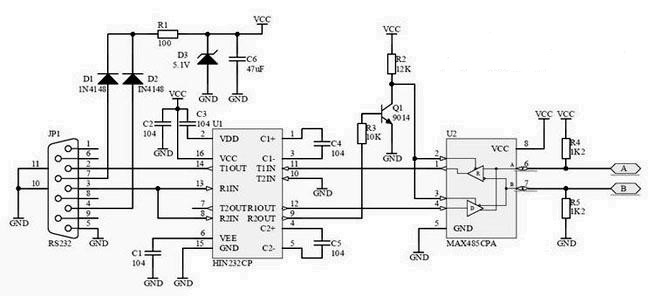 VCC
VCC
R1
100
D3
5.1V
C6
47uF
R2
12K
D1
1N4148
D2
1N4148
GND
GND
VCC
Q1
9014
C3
104
U1
C2
104
R3
10K
U2
VCC
VCC
JP1
GND
2
VDD
C1+
1
C4
104
GND
VCC
8
R4
1K2
1
6
2
7
3
8
4
9
5
11
10
16
VCC
C1-
3
14
T1OUT
T1IN
11
T2IN
10
GND
13
R1IN
7
T2OUT
R1OUT
12
8
R2IN
R2OUT
9
6
VEE
C2+
4
15
GND
C2-
5
C5
104
2
1
R
A
6
A
3
4
D
B
7
B
5
GND
R5
1K2
RS232
GND
C1
104
GND
GND
HIN232CP
GND
MAX485CPA
GND